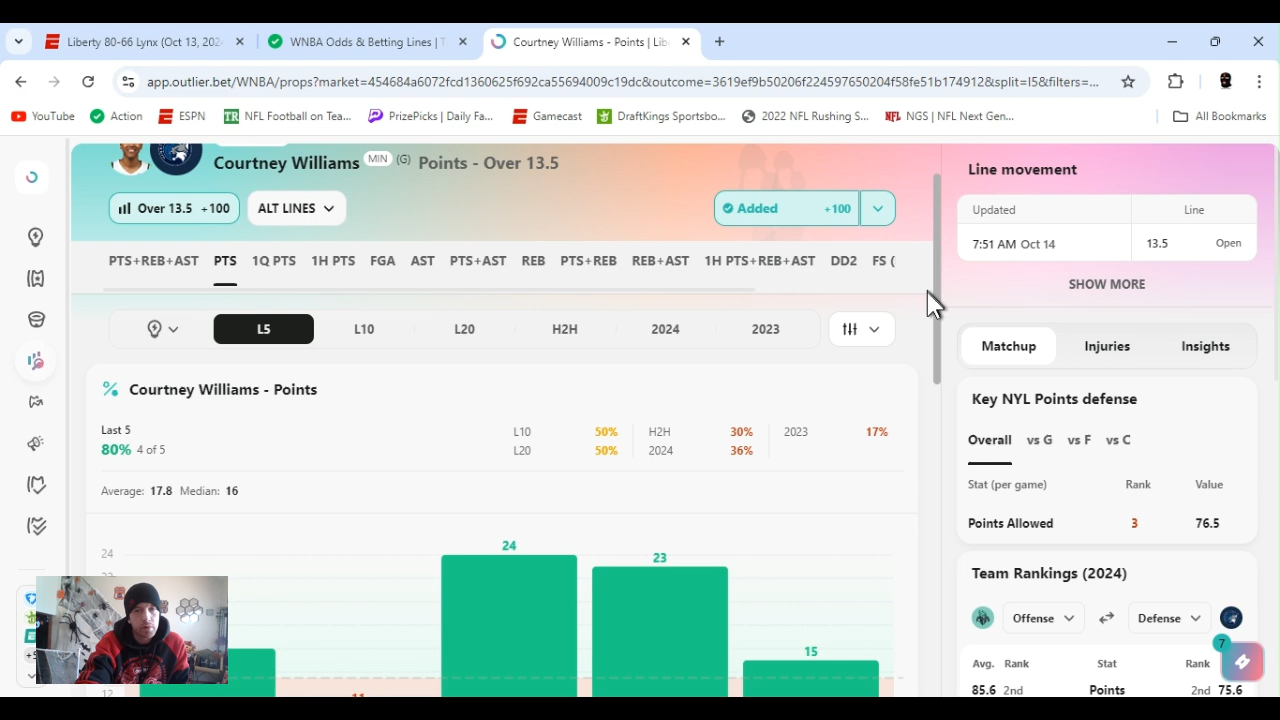 Liberty 80-66 Lynx (Oct 13, 202
WNBA Odds & Betting Lines | T
Courtney Williams - Points | Lib
app.outlier.bet/WNBA/props?market=454684a6072fcd1360625f692ca55694009c19dc&outcome=3619ef9b50206f224597650204f58fe51b174912&split=l5&filters=...
YouTube
Action
ESPN
NFL Football on Tea...
PrizePicks | Daily Fa...
Gamecast
DraftKings Sportsbo...
2022 NFL Rushing S...
NGS | NFL Next Gen...
All Bookmarks
Courtney Williams MIN (G) Points - Over 13.5
Over 13.5 +100
ALT LINES
Added +100
PTS+REB+AST PTS 1Q PTS 1H PTS FGA AST PTS+AST REB PTS+REB REB+AST 1H PTS+REB+AST DD2 FS (
L5 L10 L20 H2H 2024 2023
Courtney Williams - Points
Last 5
80% 4 of 5
L10 50% H2H 30% 2023 17%
L20 50% 2024 36%
Average: 17.8 Median: 16
24
24
23
15
11
12
Line movement
Updated Line
7:51 AM Oct 14 13.5 Open
SHOW MORE
Matchup Injuries Insights
Key NYL Points defense
Overall vs G vs F vs C
Stat (per game) Rank Value
Points Allowed 3 76.5
Team Rankings (2024)
Offense Defense
7
Avg. Rank Stat Rank
85.6 2nd Points 2nd 75.6